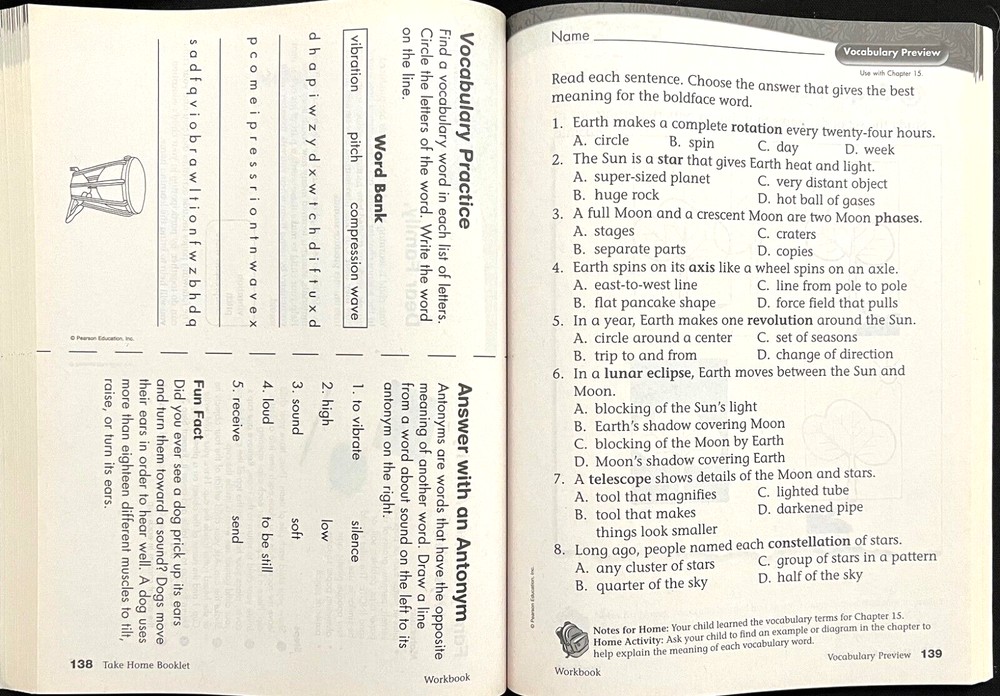 Vocabulary Practice
Find a vocabulary word in each list of letters.
Circle the letters of the word. Write the word
on the line.
Word Bank
vibration pitch compression wave
d h a p i w z y d x w t c h d i f t u x d
p c o m e i p r e s s r i o n t n w a v e x
s a d f q v i o b r a w l t i o n f w z b h d q
© Pearson Education, Inc.
Answer with an Antonym
Antonyms are words that have the opposite
meaning of another word. Draw a line
from a word about sound on the left to its
antonym on the right.
1. to vibrate silence
2. high low
3. sound soft
4. loud to be still
5. receive send
Fun Fact
Did you ever see a dog prick up its ears
and turn them toward a sound? Dogs move
their ears in order to hear well. A dog uses
more than eighteen different muscles to tilt,
raise, or turn its ears.
138 Take Home Booklet
Workbook
Name
Vocabulary Preview
Use with Chapter 15.
Read each sentence. Choose the answer that gives the best
meaning for the boldface word.
1. Earth makes a complete rotation every twenty-four hours.
A. circle B. spin C. day D. week
2. The Sun is a star that gives Earth heat and light.
A. super-sized planet C. very distant object
B. huge rock D. hot ball of gases
3. A full Moon and a crescent Moon are two Moon phases.
A. stages C. craters
B. separate parts D. copies
4. Earth spins on its axis like a wheel spins on an axle.
A. east-to-west line C. line from pole to pole
B. flat pancake shape D. force field that pulls
5. In a year, Earth makes one revolution around the Sun.
A. circle around a center C. set of seasons
B. trip to and from D. change of direction
6. In a lunar eclipse, Earth moves between the Sun and
Moon.
A. blocking of the Sun's light
B. Earth's shadow covering Moon
C. blocking of the Moon by Earth
D. Moon's shadow covering Earth
7. A telescope shows details of the Moon and stars.
A. tool that magnifies C. lighted tube
B. tool that makes D. darkened pipe
things look smaller
8. Long ago, people named each constellation of stars.
A. any cluster of stars C. group of stars in a pattern
B. quarter of the sky D. half of the sky
© Pearson Education, Inc.
Notes for Home: Your child learned the vocabulary terms for Chapter 15.
Home Activity: Ask your child to find an example or diagram in the chapter to
help explain the meaning of each vocabulary word.
Workbook
Vocabulary Preview 139